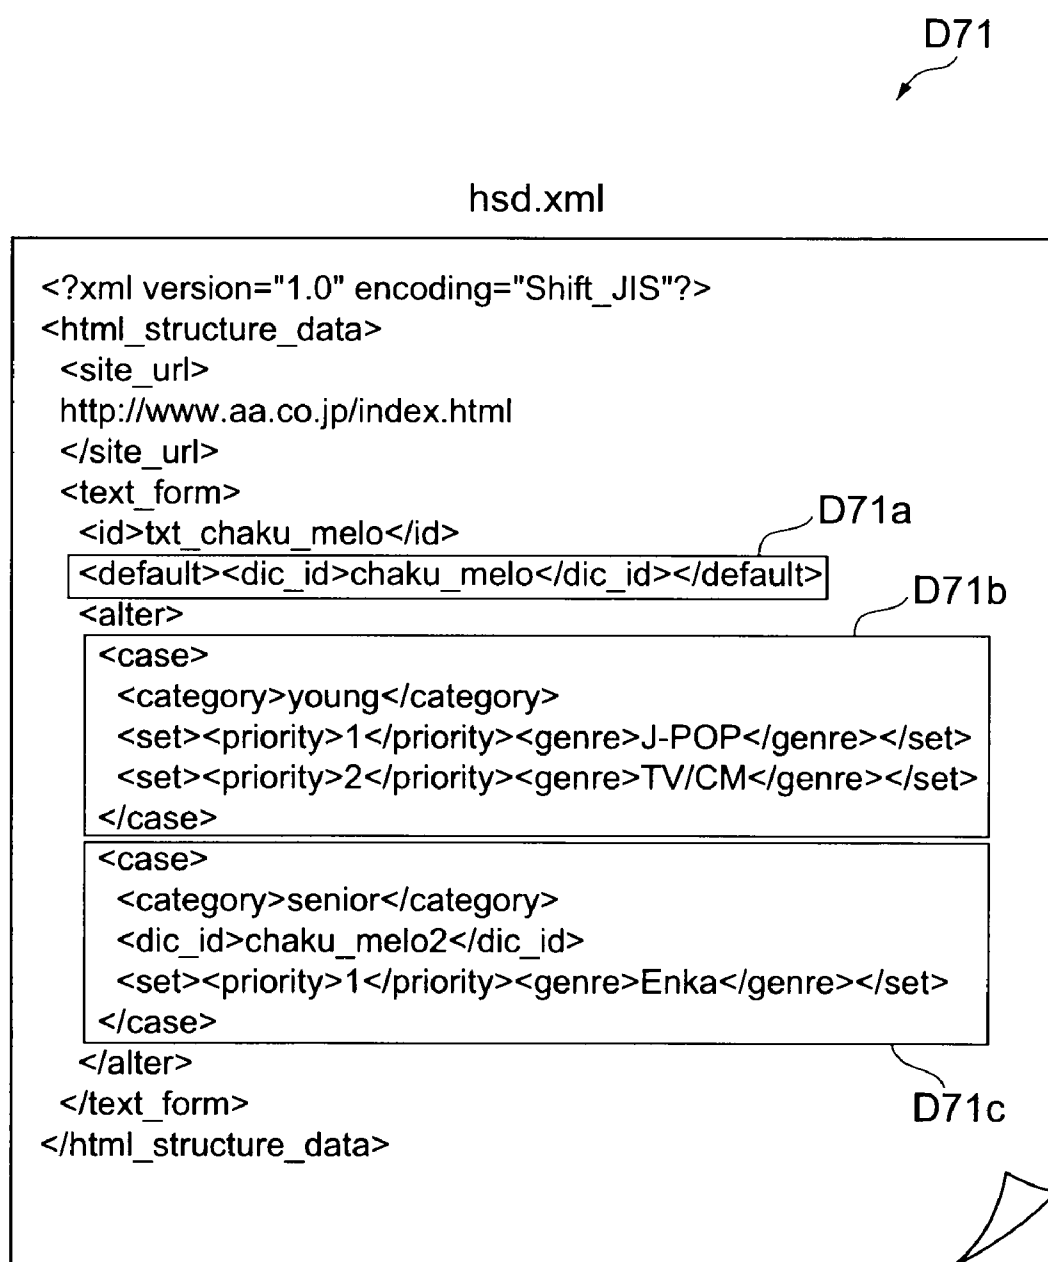 D71
hsd.xml
<?xml version="1.0" encoding="Shift_JIS"?>
<html_structure_data>
<site_url>
http://www.aa.co.jp/index.html
</site_url>
<text_form>
<id>txt_chaku_melo</id>
D71a
<default><dic_id>chaku_melo</dic_id></default>
D71b
<alter>
<case>
<category>young</category>
<set><priority>1</priority><genre>J-POP</genre></set>
<set><priority>2</priority><genre>TV/CM</genre></set>
</case>
<case>
<category>senior</category>
<dic_id>chaku_melo2</dic_id>
<set><priority>1</priority><genre>Enka</genre></set>
</case>
</alter>
</text_form>
D71c
</html_structure_data>